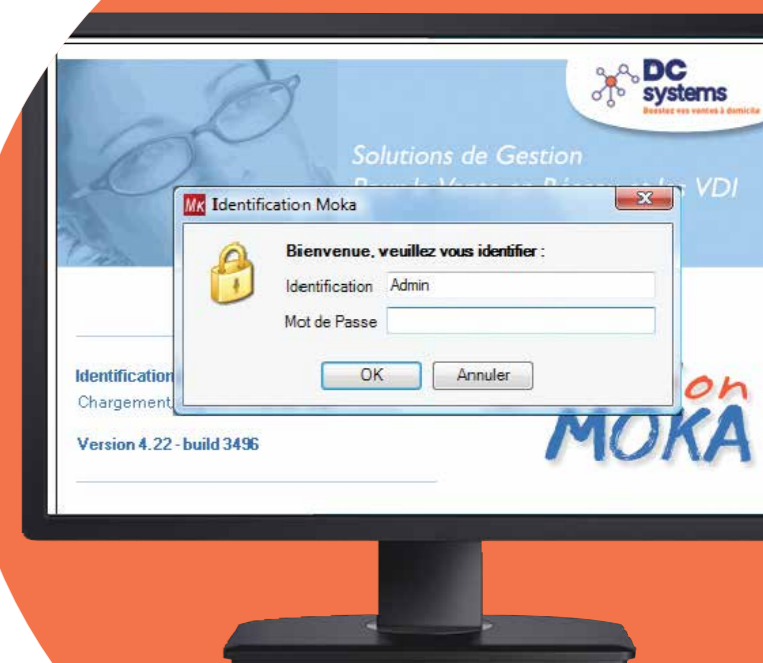 DC
systems
Boostez vos ventes à domicile
Solutions de Gestion
VDI
MK Identification Moka
Bienvenue, veuillez vous identifier :
Identification Admin
Mot de Passe
OK Annuler
Identification
Chargement,
on
MOKA
Version 4.22 - build 3496